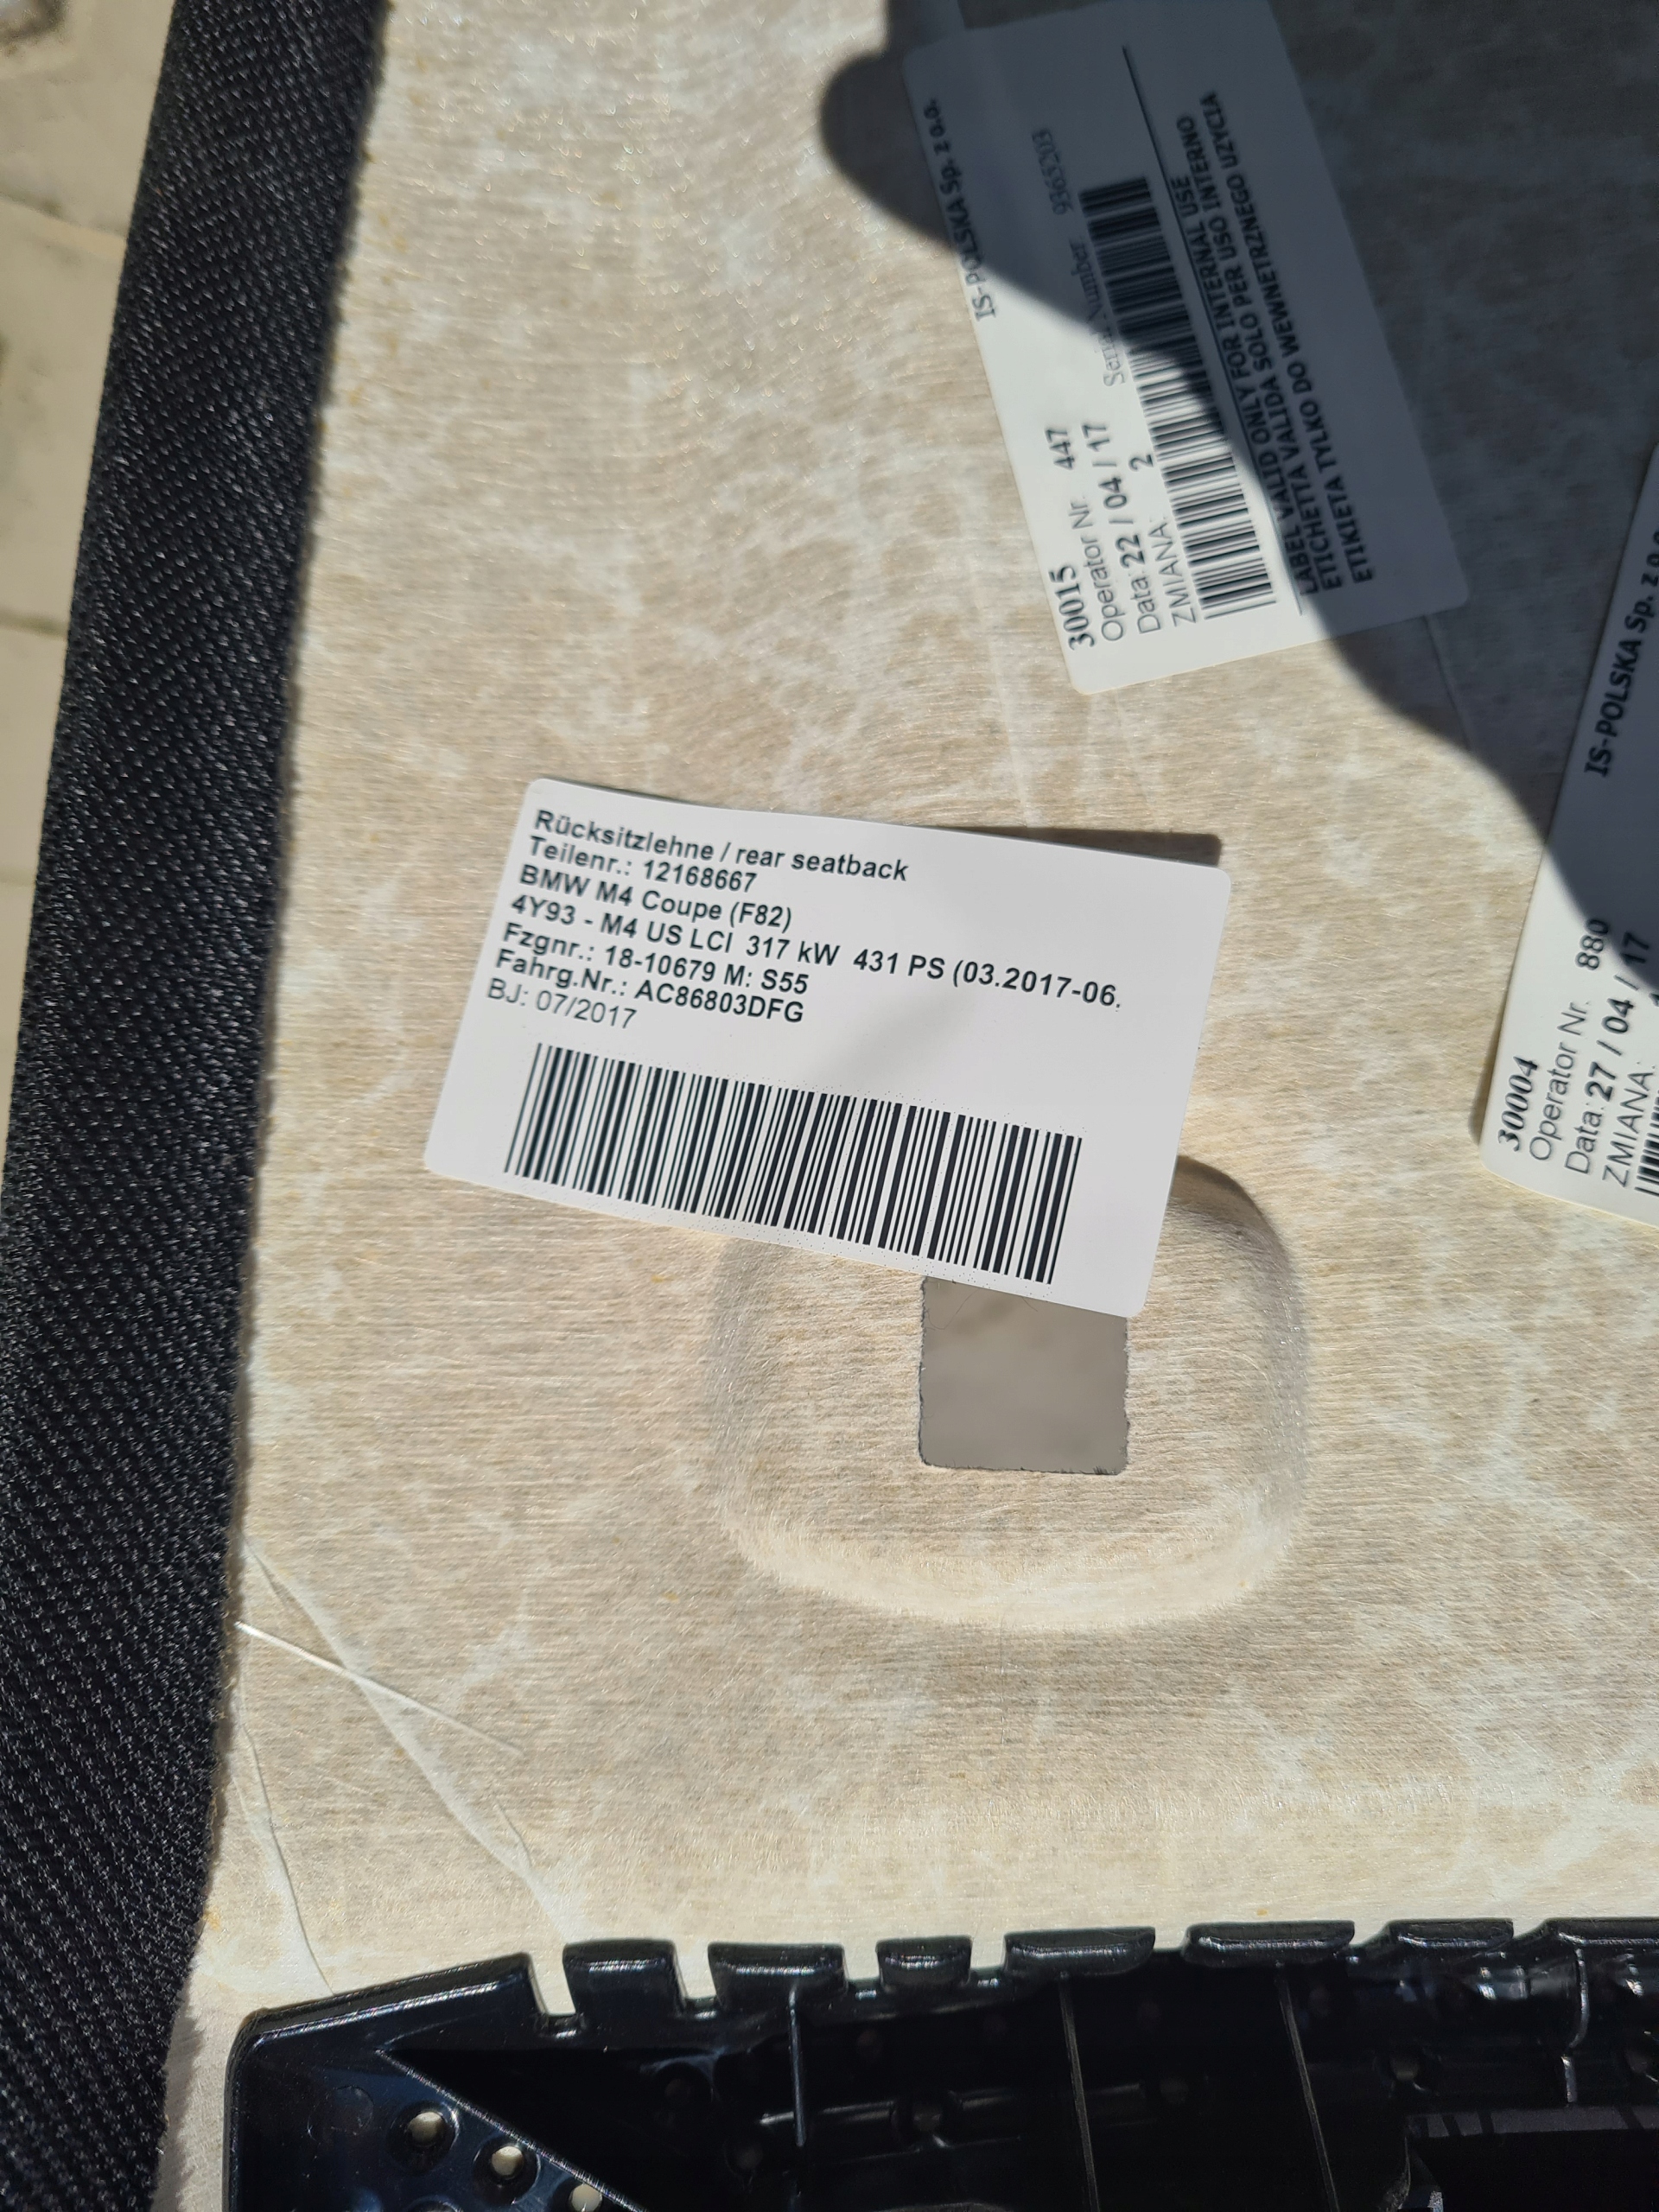 IS-POLSKA Sp. z o.o.
30015
Operator Nr 447 Serial Number 9363203
Data: 22 / 04 / 17
ZMIANA: 2
LABEL VALID ONLY FOR INTERNAL USE
ETICHETTA VALIDA SOLO PER USO INTERNO
ETIKIETA TYLKO DO WEWNETRZNEGO UZYCIA
Rücksitzlehne / rear seatback
Teilenr.: 12168667
BMW M4 Coupe (F82)
4Y93 - M4 US LCI 317 kW 431 PS (03.2017-06.
Fzgnr.: 18-10679 M: S55
Fahrg.Nr.: AC86803DFG
BJ: 07/2017
IS-POLSKA Sp. z o.o.
30004
Operator Nr. 880
Data: 27 / 04 / 17
ZMIANA: